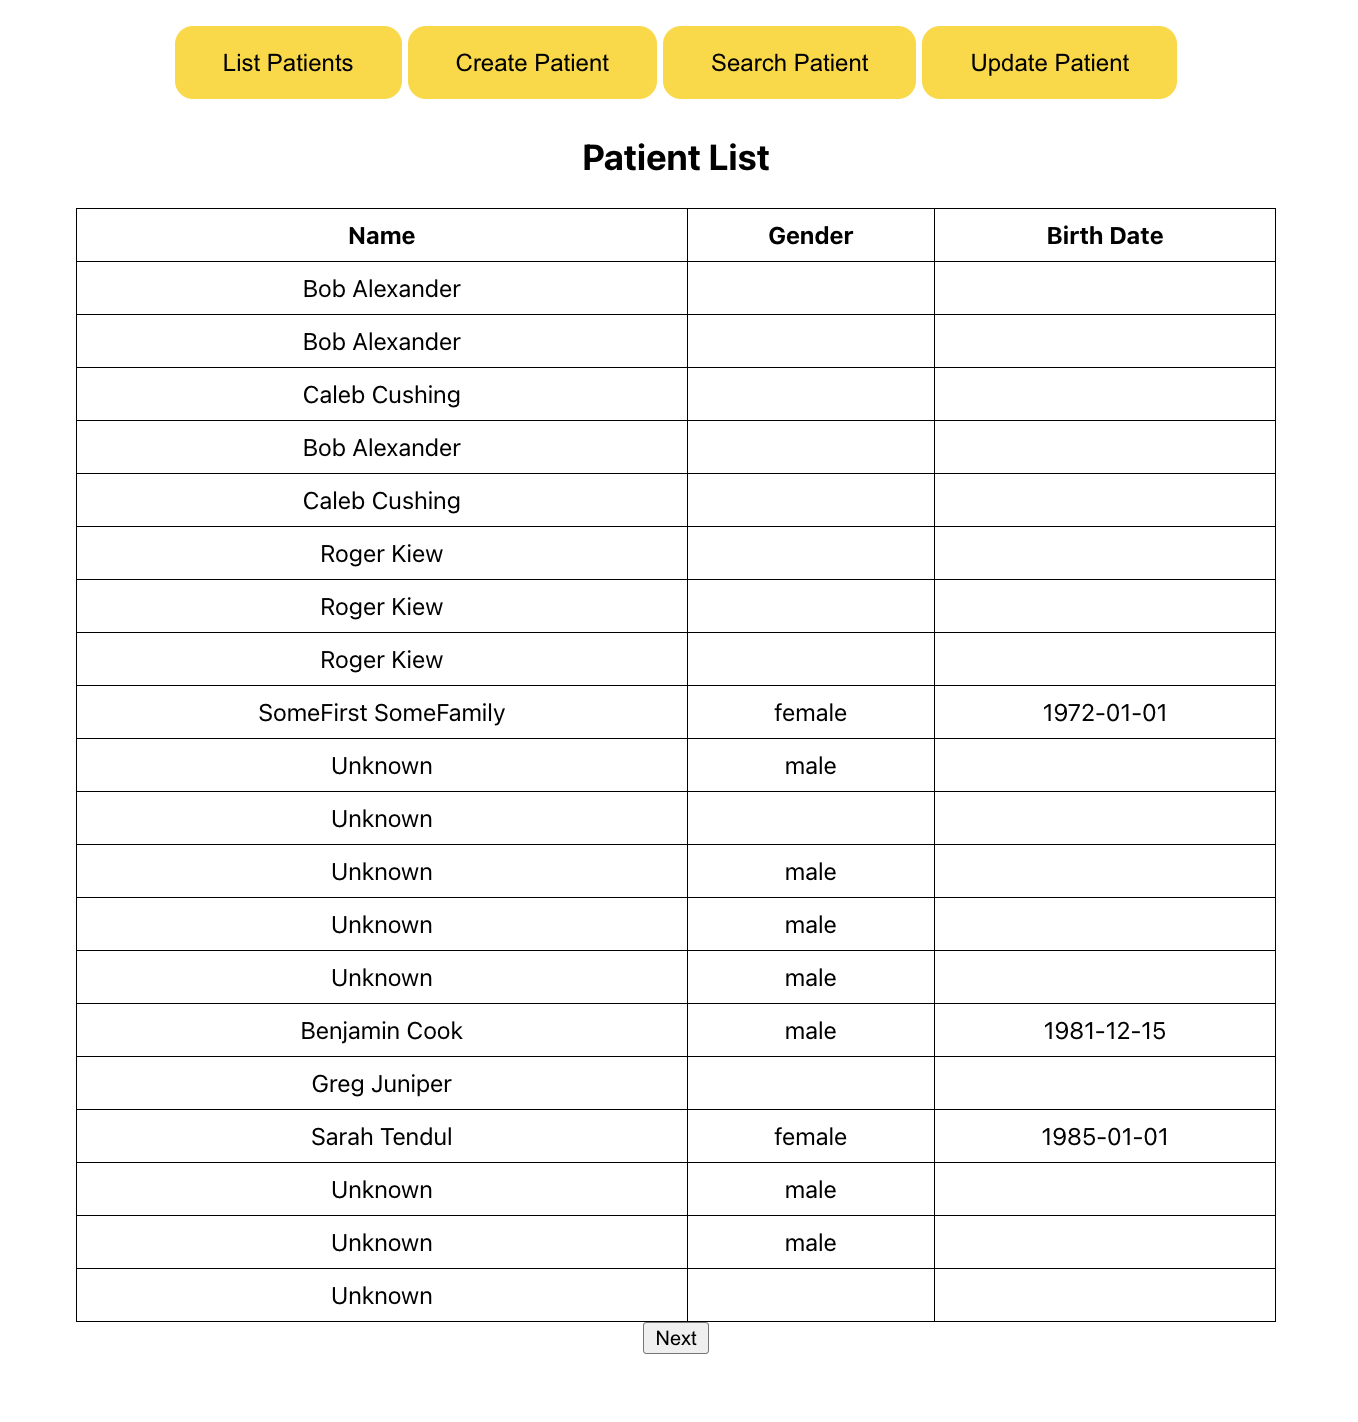 List Patients Create Patient Search Patient Update Patient
Patient List
Name Gender Birth Date
Bob Alexander
Bob Alexander
Caleb Cushing
Bob Alexander
Caleb Cushing
Roger Kiew
Roger Kiew
Roger Kiew
SomeFirst SomeFamily female 1972-01-01
Unknown male
Unknown
Unknown male
Unknown male
Unknown male
Benjamin Cook male 1981-12-15
Greg Juniper
Sarah Tendul female 1985-01-01
Unknown male
Unknown male
Unknown
Next